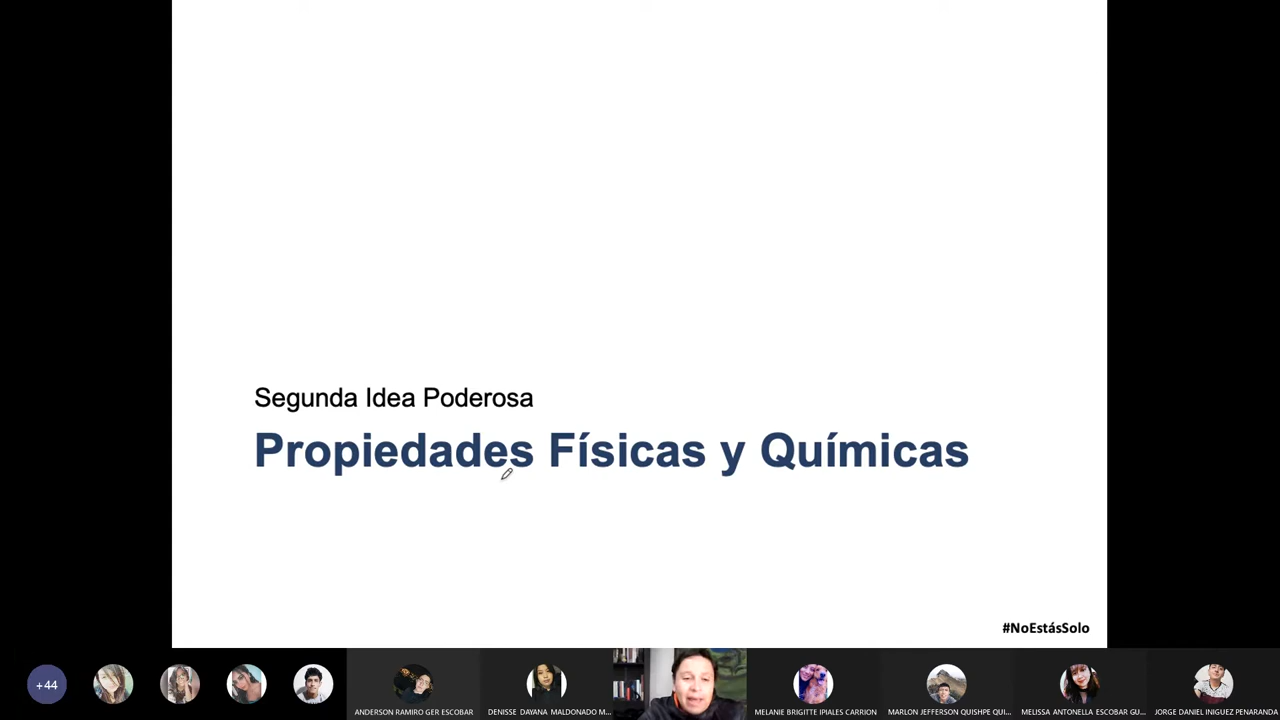 Segunda Idea Poderosa
Propiedades Físicas y Químicas
#NoEstásSolo
+44
ANDERSON RAMIRO GER ESCOBAR
DENISSE DAYANA MALDONADO M...
MELANIE BRIGITTE IPIALES CARRION
MARLON JEFFERSON QUISHPE QUI...
MELISSA ANTONELLA ESCOBAR GU...
JORGE DANIEL INIGUEZ PENARANDA